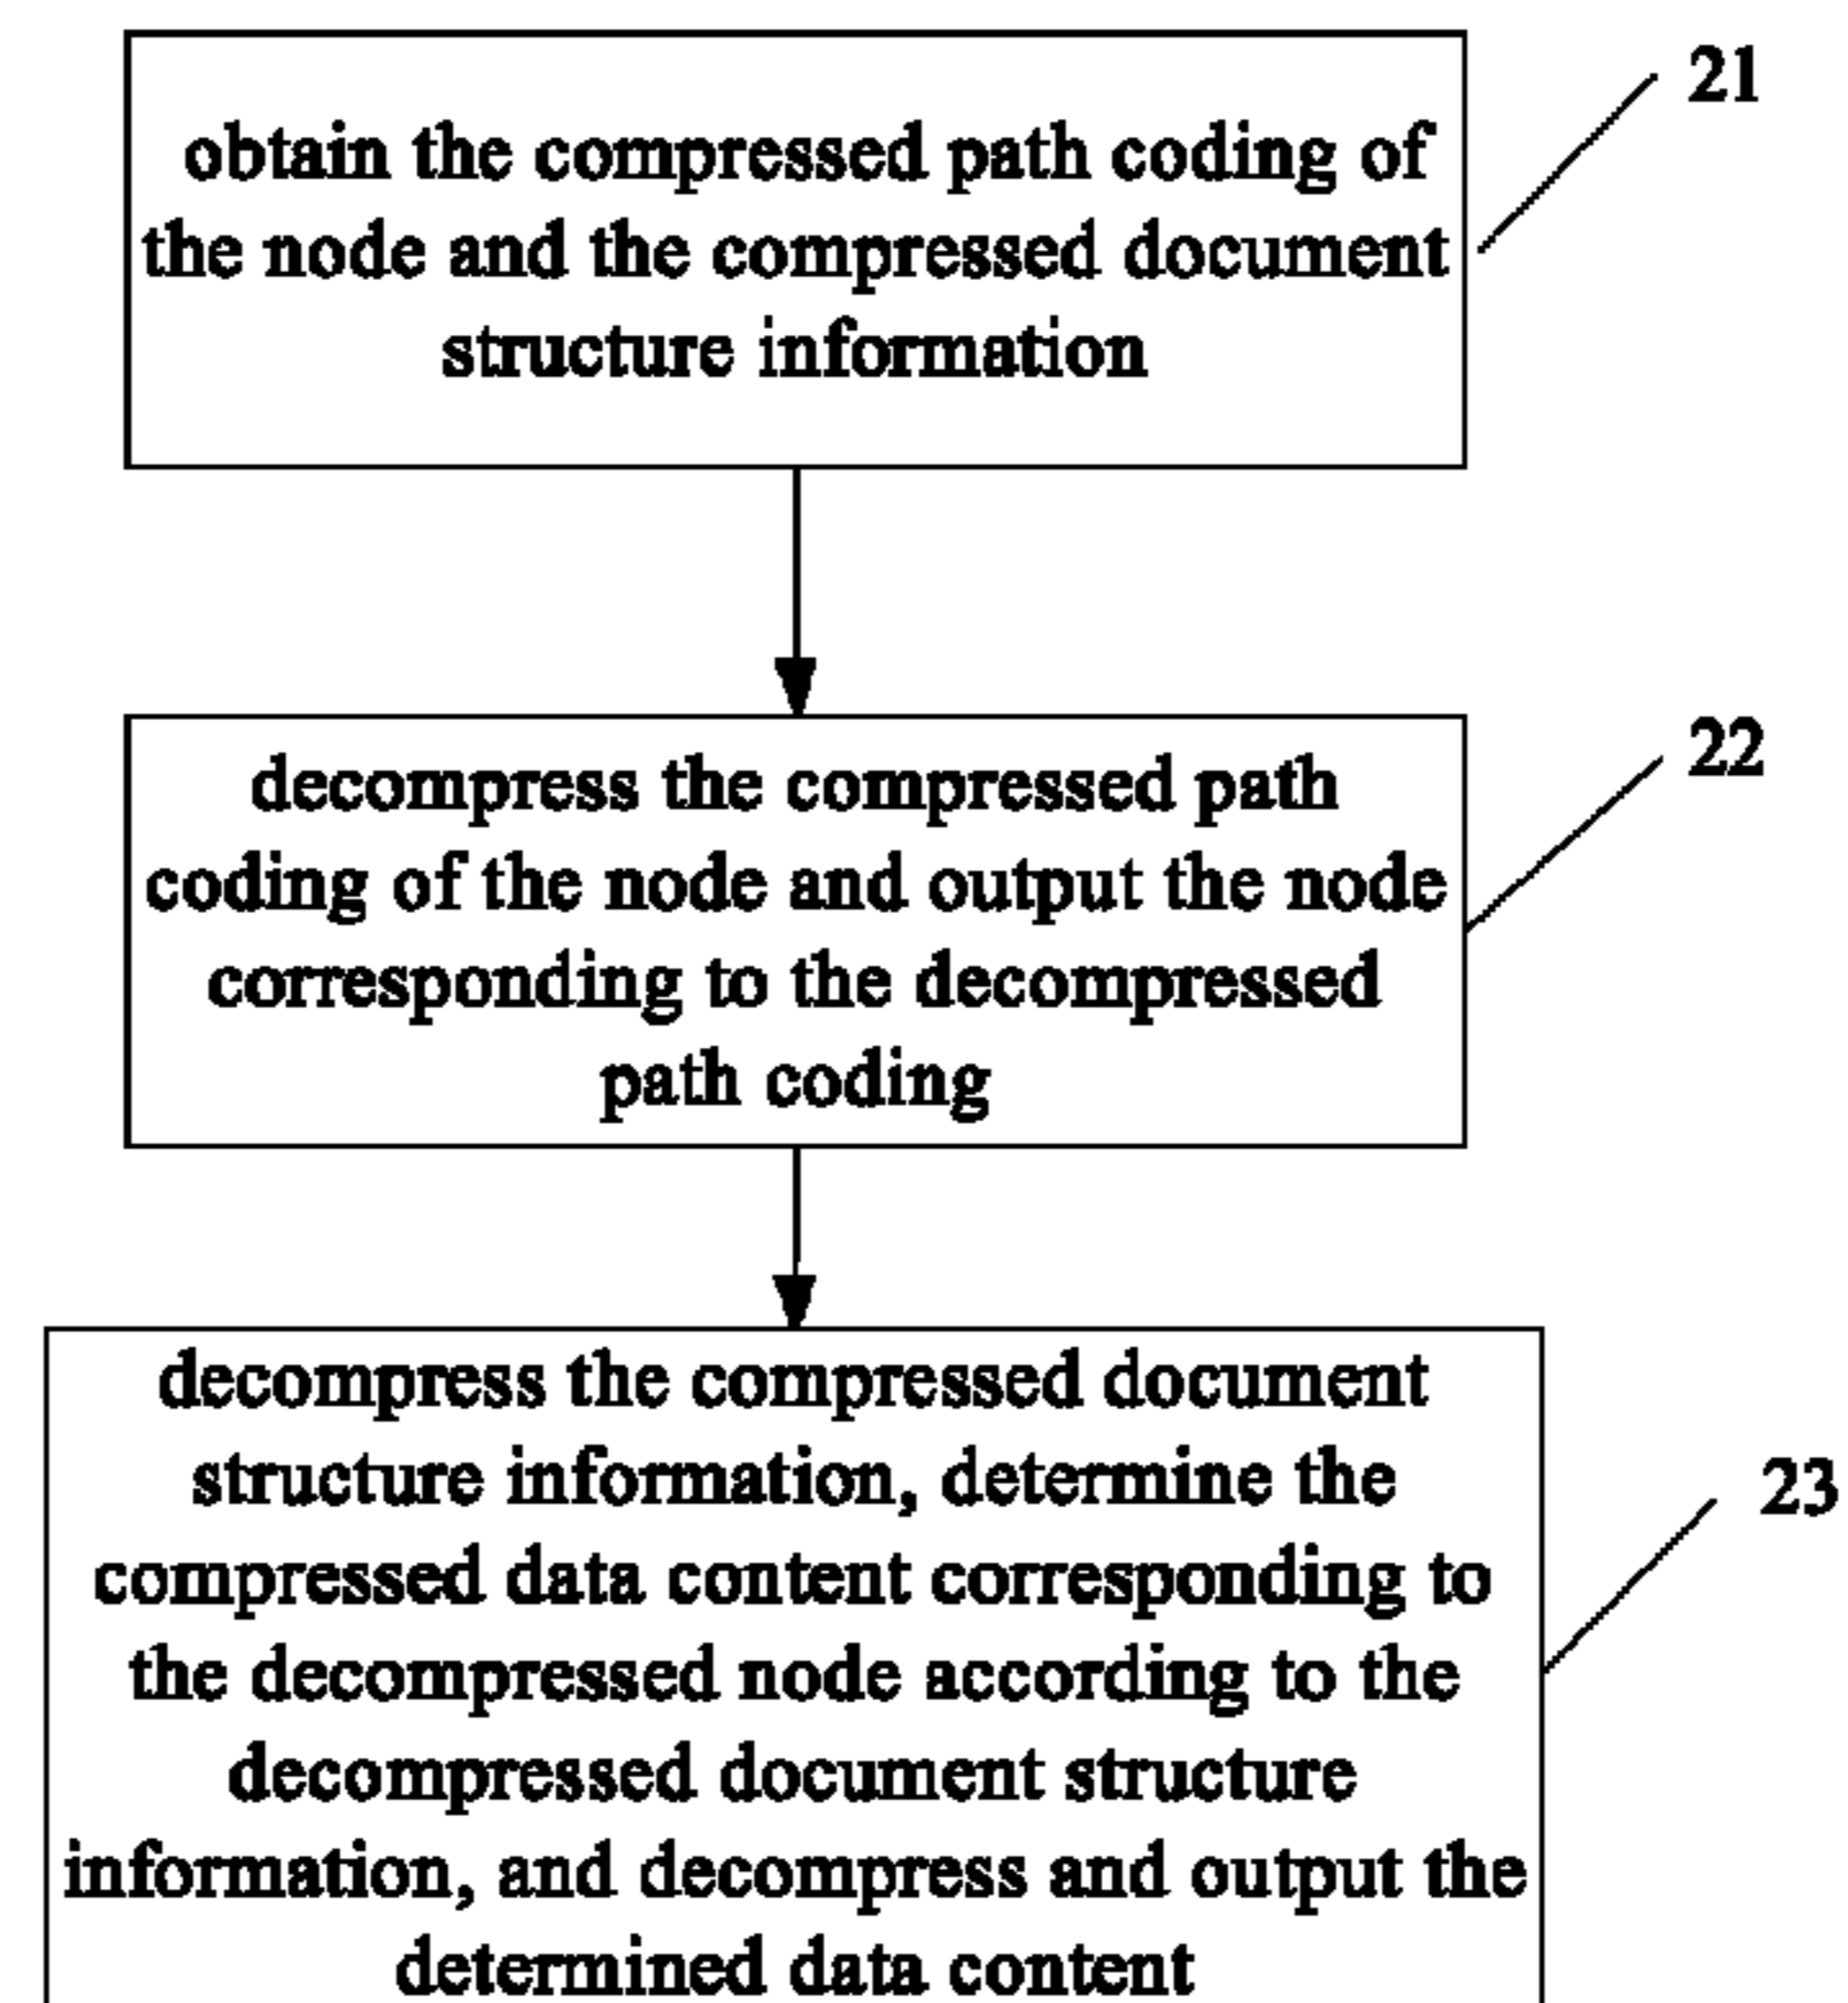 21
obtain the compressed path coding of
the node and the compressed document
structure information
22
decompress the compressed path
coding of the node and output the node
corresponding to the decompressed
path coding
23
decompress the compressed document
structure information, determine the
compressed data content corresponding to
the decompressed node according to the
decompressed document structure
information, and decompress and output the
determined data content